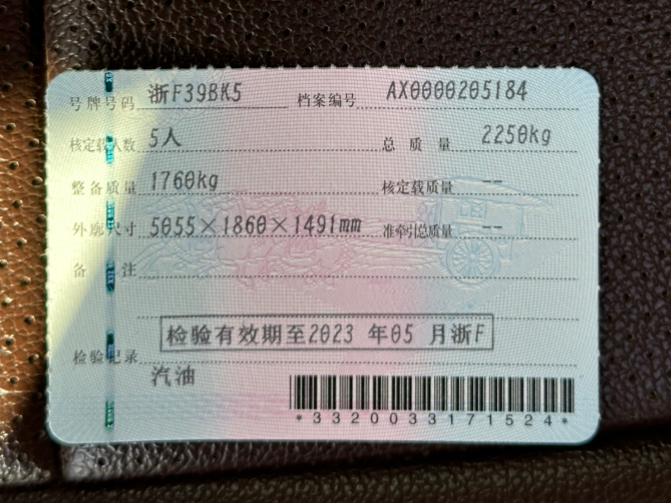 号牌号码 浙F39BK5 档案编号 AX0000205184
核定载人数 5人 总质量 2250kg
整备质量 1760kg 核定载质量 --
外廓尺寸 5055×1860×1491mm 准牵引总质量 --
备注
检验有效期至2023 年05 月浙F
检验记录
汽油
*3320033171524*